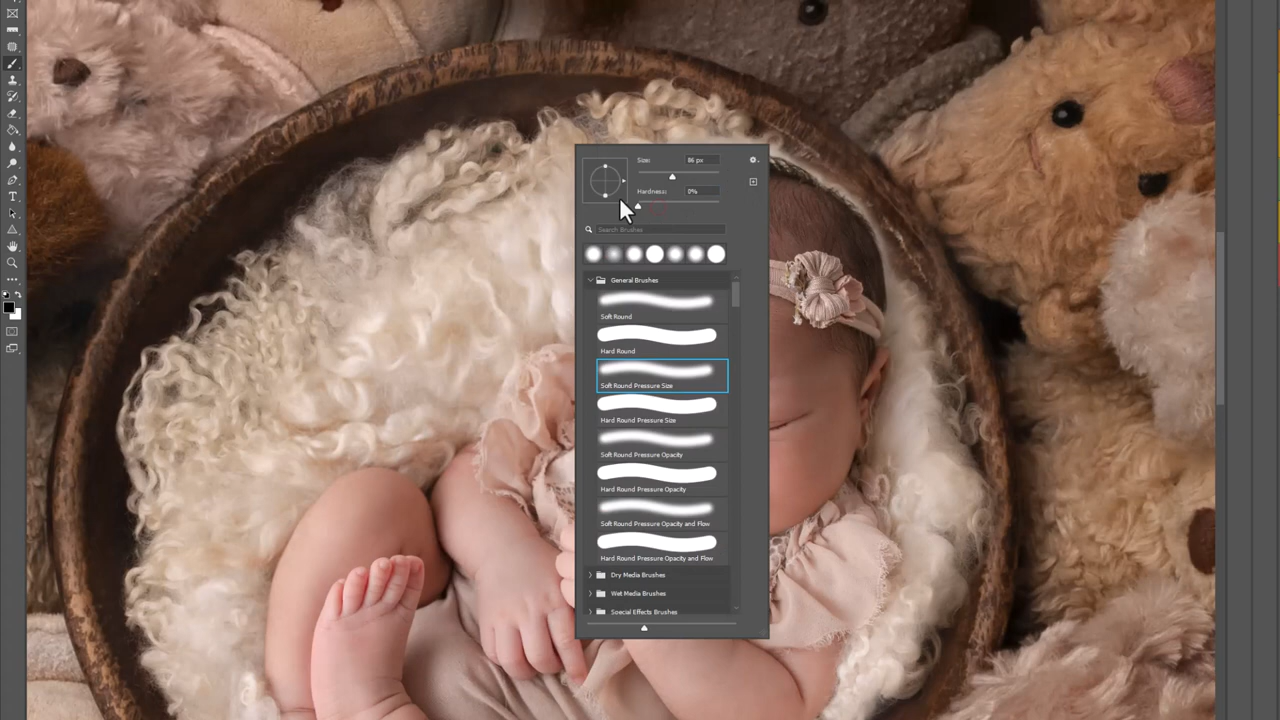 Size:
86 px
Hardness:
0%
Search Brushes
General Brushes
Soft Round
Hard Round
Soft Round Pressure Size
Hard Round Pressure Size
Soft Round Pressure Opacity
Hard Round Pressure Opacity
Soft Round Pressure Opacity and Flow
Hard Round Pressure Opacity and Flow
Dry Media Brushes
Wet Media Brushes
Special Effects Brushes